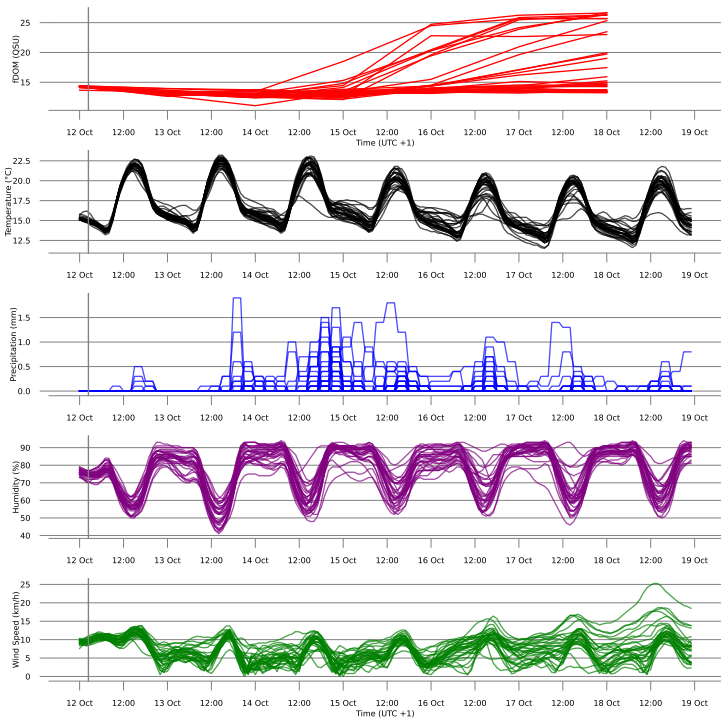 fDOM (QSU)
25
20
15
12 Oct 12:00 13 Oct 12:00 14 Oct 12:00 15 Oct 12:00 16 Oct 12:00 17 Oct 12:00 18 Oct 12:00 19 Oct
Time (UTC +1)
Temperature (°C)
22.5
20.0
17.5
15.0
12.5
12 Oct 12:00 13 Oct 12:00 14 Oct 12:00 15 Oct 12:00 16 Oct 12:00 17 Oct 12:00 18 Oct 12:00 19 Oct
Precipitation (mm)
1.5
1.0
0.5
0.0
12 Oct 12:00 13 Oct 12:00 14 Oct 12:00 15 Oct 12:00 16 Oct 12:00 17 Oct 12:00 18 Oct 12:00 19 Oct
Humidity (%)
90
80
70
60
50
40
12 Oct 12:00 13 Oct 12:00 14 Oct 12:00 15 Oct 12:00 16 Oct 12:00 17 Oct 12:00 18 Oct 12:00 19 Oct
Wind Speed (km/h)
25
20
15
10
5
0
12 Oct 12:00 13 Oct 12:00 14 Oct 12:00 15 Oct 12:00 16 Oct 12:00 17 Oct 12:00 18 Oct 12:00 19 Oct
Time (UTC +1)